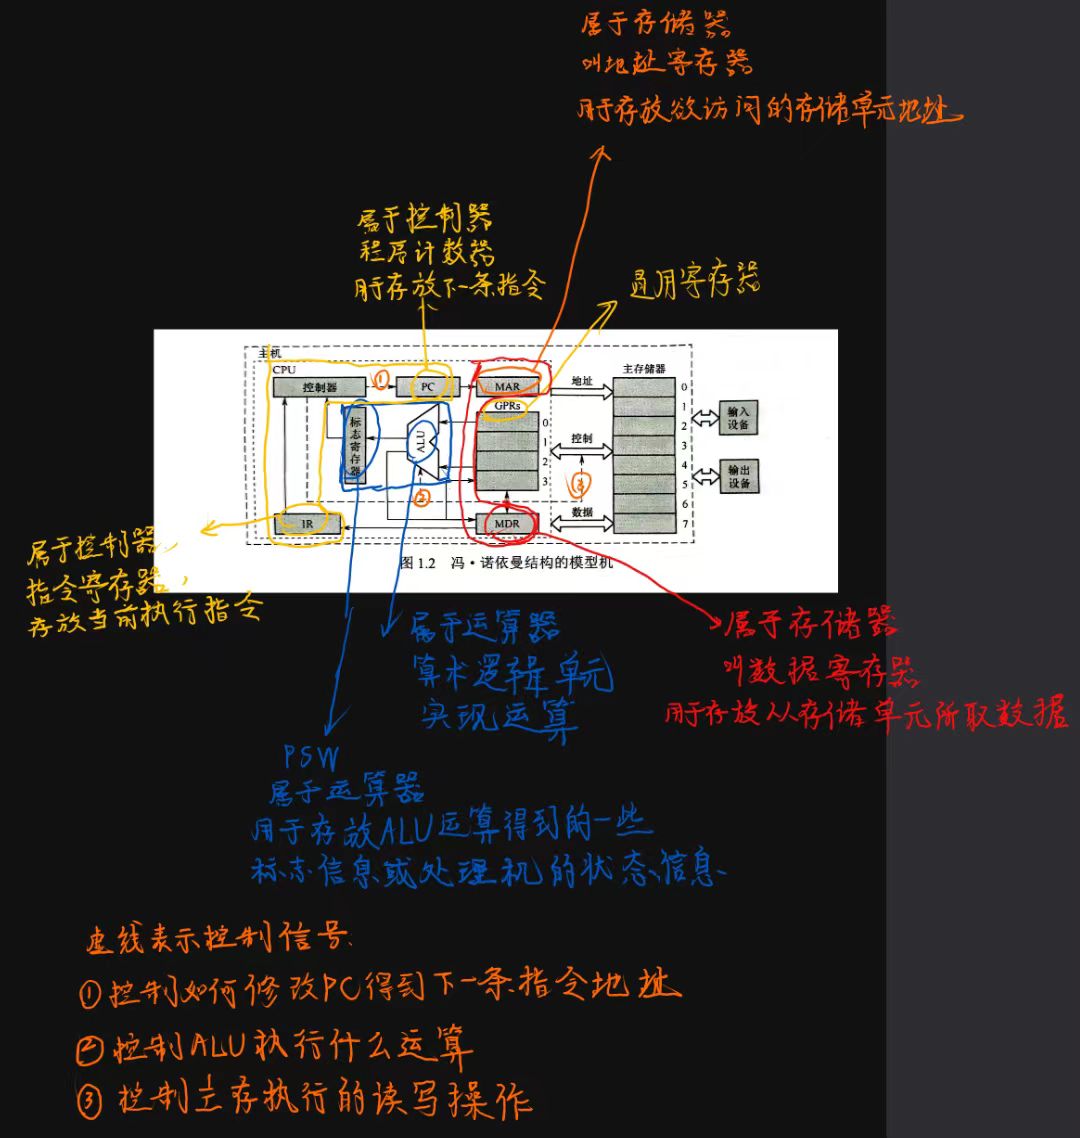 属于存储器
叫地址寄存器
用于存放欲访问的存储单元地址
属于控制器
程序计数器
用于存放下一条指令
通用寄存器
主机
CPU
控制器
①
PC
MAR
地址
主存储器
GPRs
标志寄存器
ALU
②
0
1
2
3
控制
③
数据
0
1
2
3
4
5
6
7
输入设备
输出设备
IR
MDR
图 1.2 冯·诺依曼结构的模型机
属于控制器,
指令寄存器,
存放当前执行指令
属于运算器
算术逻辑单元
实现运算
属于存储器
叫数据寄存器
用于存放从存储单元所取数据
PSW
属于运算器
用于存放ALU运算得到的一些
标志信息或处理机的状态信息
虚线表示控制信号.
①控制如何修改PC得到下一条指令地址
②控制ALU执行什么运算
③控制主存执行的读写操作